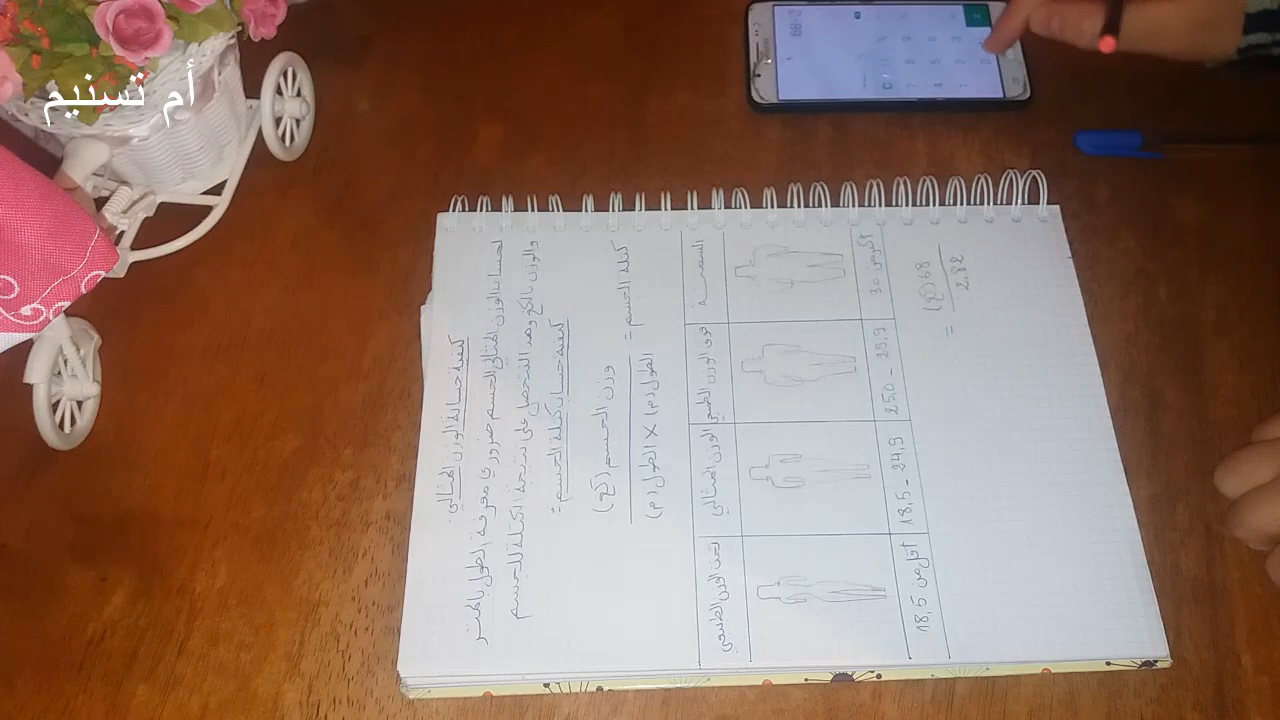 أم تسنيم
كيفية حسابة الوزن المثالي:
لحساب الوزن المثالي الجسم ضروري معرفة الطول بالمتر
والوزن بالكغ وهذا لنتحصل على نتيجة الكتلة للجسم
كيفية حساب كتلة الجسم:=
كتلة الجسم = وزن الجسم (كغ)
الطول (م) X الطول (م)
السمنة فوق الوزن الطبيعي الوزن المثالي تحت الوزن الطبيعي
أكثر من 30 25,0 - 29,9 18,5 - 24,9 أقل من 18,5
= 68 (كغ)
2.82